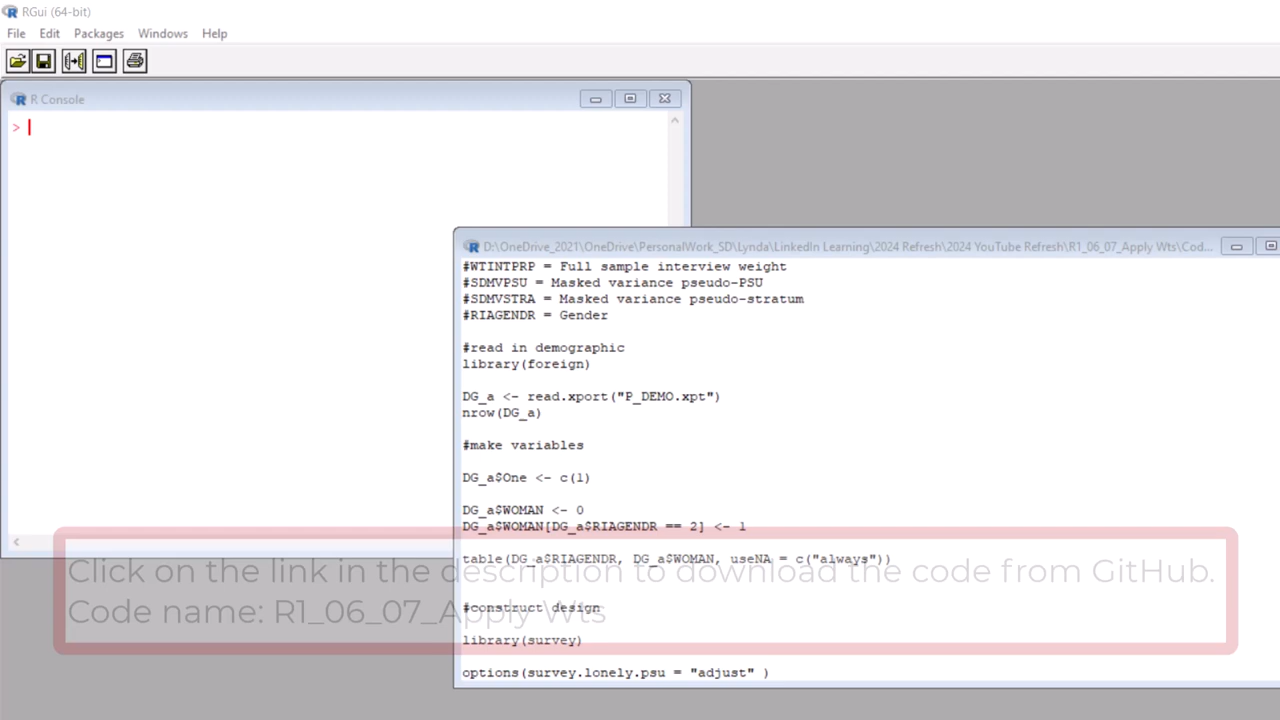 RGui (64-bit)
File Edit Packages Windows Help
R Console
>
D:\OneDrive_2021\OneDrive\PersonalWork_SD\Lynda\LinkedIn Learning\2024 Refresh\2024 YouTube Refresh\R1_06_07_Apply Wts\Cod...
#WTINTPRP = Full sample interview weight
#SDMVPSU = Masked variance pseudo-PSU
#SDMVSTRA = Masked variance pseudo-stratum
#RIAGENDR = Gender
#read in demographic
library(foreign)
DG_a <- read.xport("P_DEMO.xpt")
nrow(DG_a)
#make variables
DG_a$One <- c(1)
DG_a$WOMAN <- 0
DG_a$WOMAN[DG_a$RIAGENDR == 2] <- 1
table(DG_a$RIAGENDR, DG_a$WOMAN, useNA = c("always"))
#construct design
library(survey)
options(survey.lonely.psu = "adjust" )
Click on the link in the description to download the code from GitHub.
Code name: R1_06_07_Apply Wts